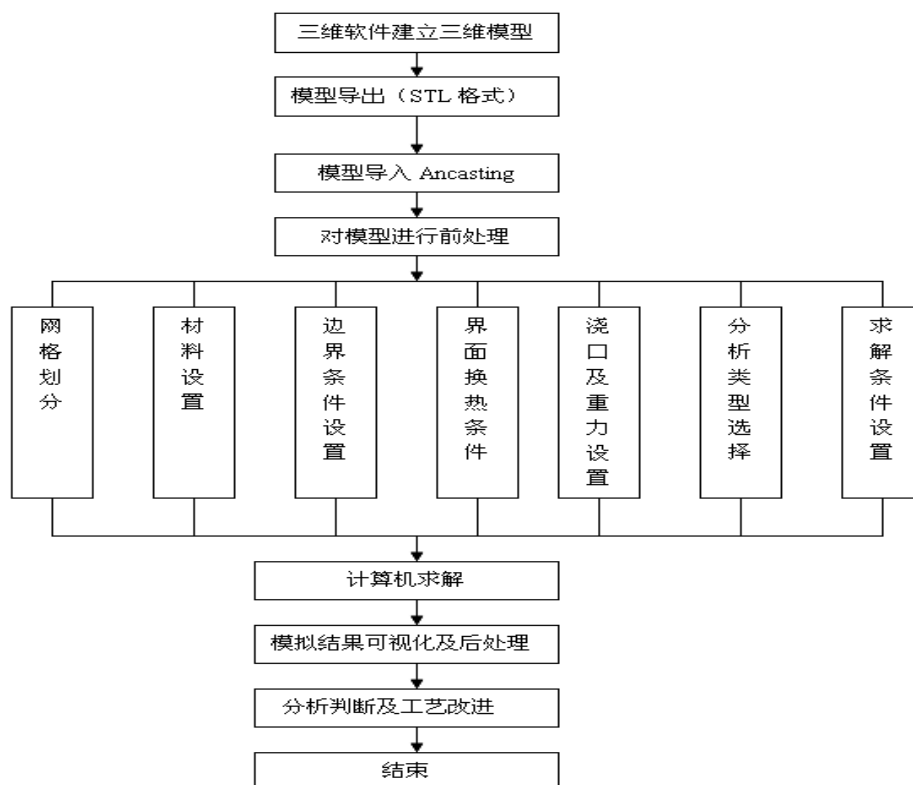 三维软件建立三维模型
模型导出（STL 格式）
模型导入 Ancasting
对模型进行前处理
网格划分
材料设置
边界条件设置
界面换热条件
浇口及重力设置
分析类型选择
求解条件设置
计算机求解
模拟结果可视化及后处理
分析判断及工艺改进
结束